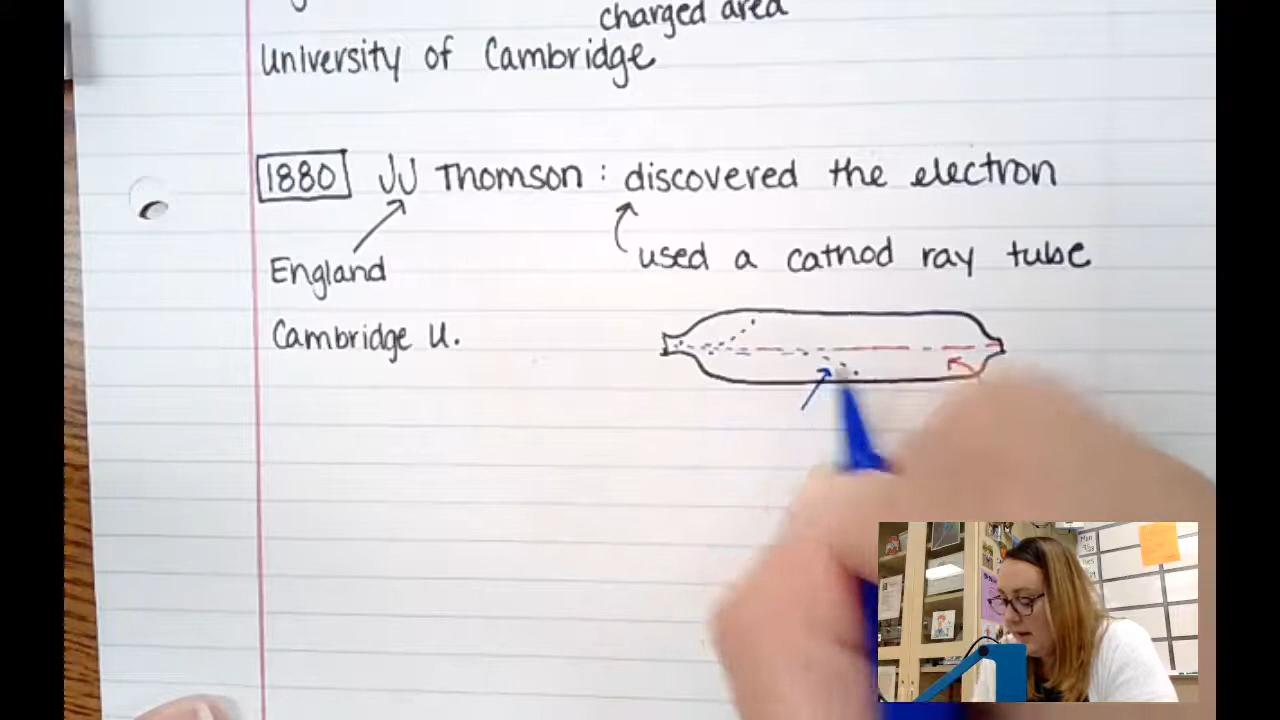 charged area
University of Cambridge
1880 JJ Thomson : discovered the electron
England
used a cathod ray tube
Cambridge U.